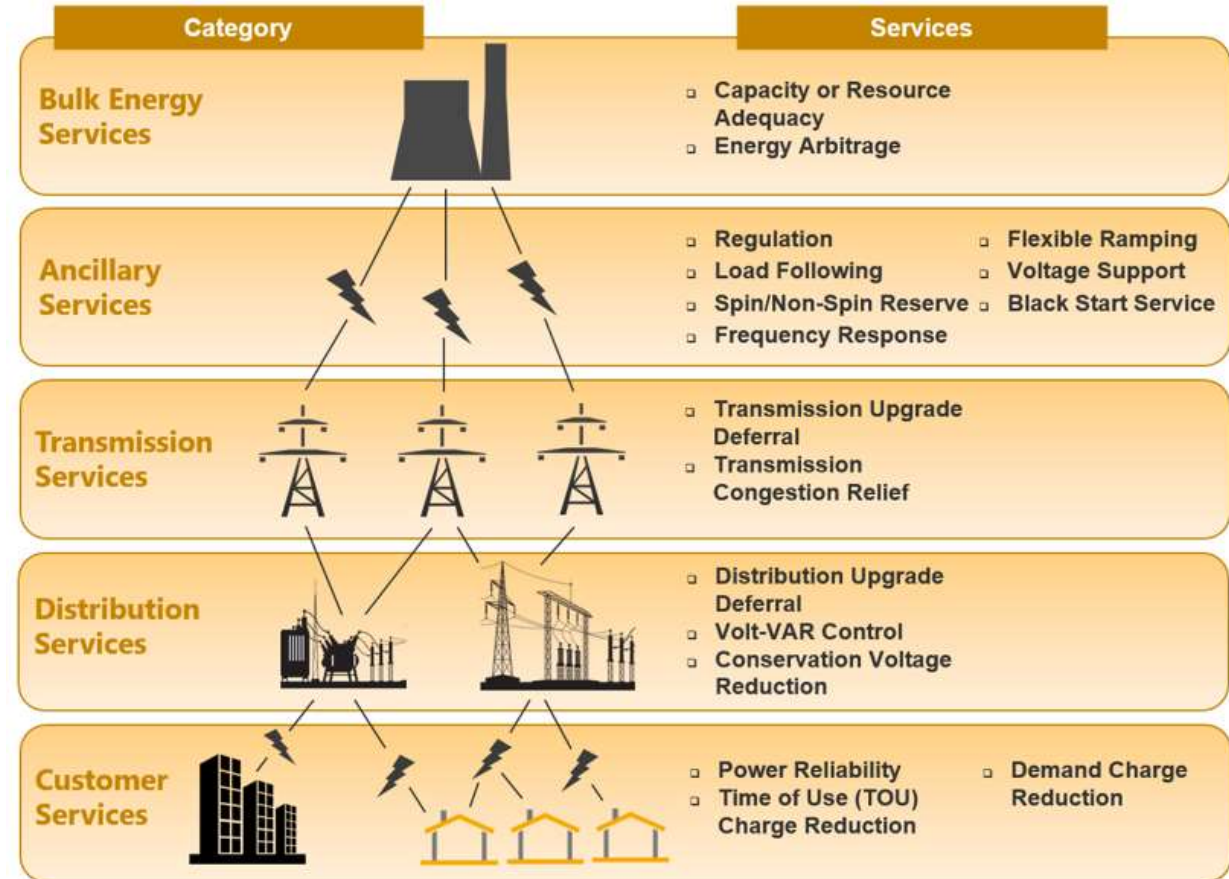 Category
Services
Bulk Energy
Services
❑ Capacity or Resource
Adequacy
❑ Energy Arbitrage
Ancillary
Services
❑ Regulation
❑ Load Following
❑ Spin/Non-Spin Reserve
❑ Frequency Response
❑ Flexible Ramping
❑ Voltage Support
❑ Black Start Service
Transmission
Services
❑ Transmission Upgrade
Deferral
❑ Transmission
Congestion Relief
Distribution
Services
❑ Distribution Upgrade
Deferral
❑ Volt-VAR Control
❑ Conservation Voltage
Reduction
Customer
Services
❑ Power Reliability
❑ Time of Use (TOU)
Charge Reduction
❑ Demand Charge
Reduction